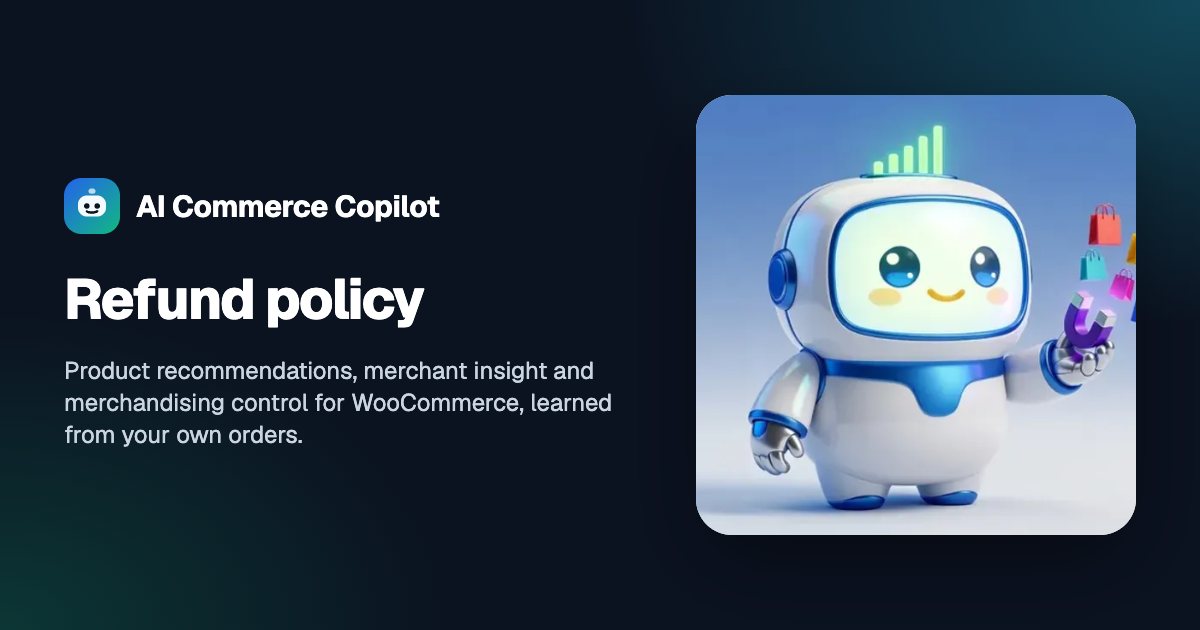 AI Commerce Copilot
Refund policy
Product recommendations, merchant insight and
merchandising control for WooCommerce, learned
from your own orders.